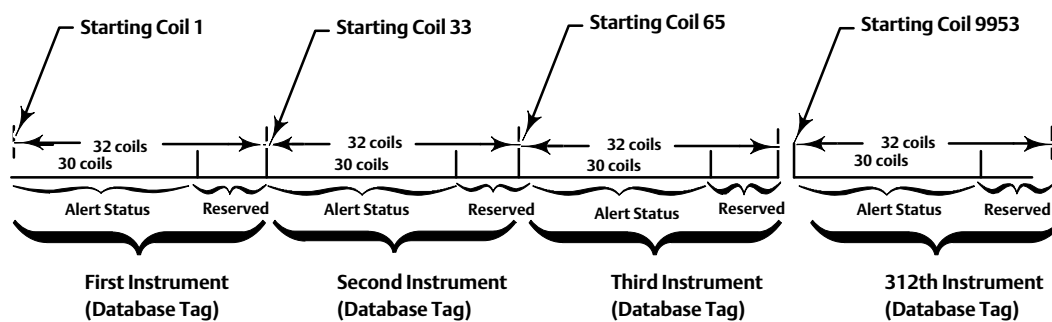 Starting Coil 1
Starting Coil 33
Starting Coil 65
Starting Coil 9953
32 coils
32 coils
32 coils
32 coils
30 coils
30 coils
30 coils
30 coils
Alert Status
Reserved
Alert Status
Reserved
Alert Status
Reserved
Alert Status
Reserved
First Instrument
(Database Tag)
Second Instrument
(Database Tag)
Third Instrument
(Database Tag)
312th Instrument
(Database Tag)